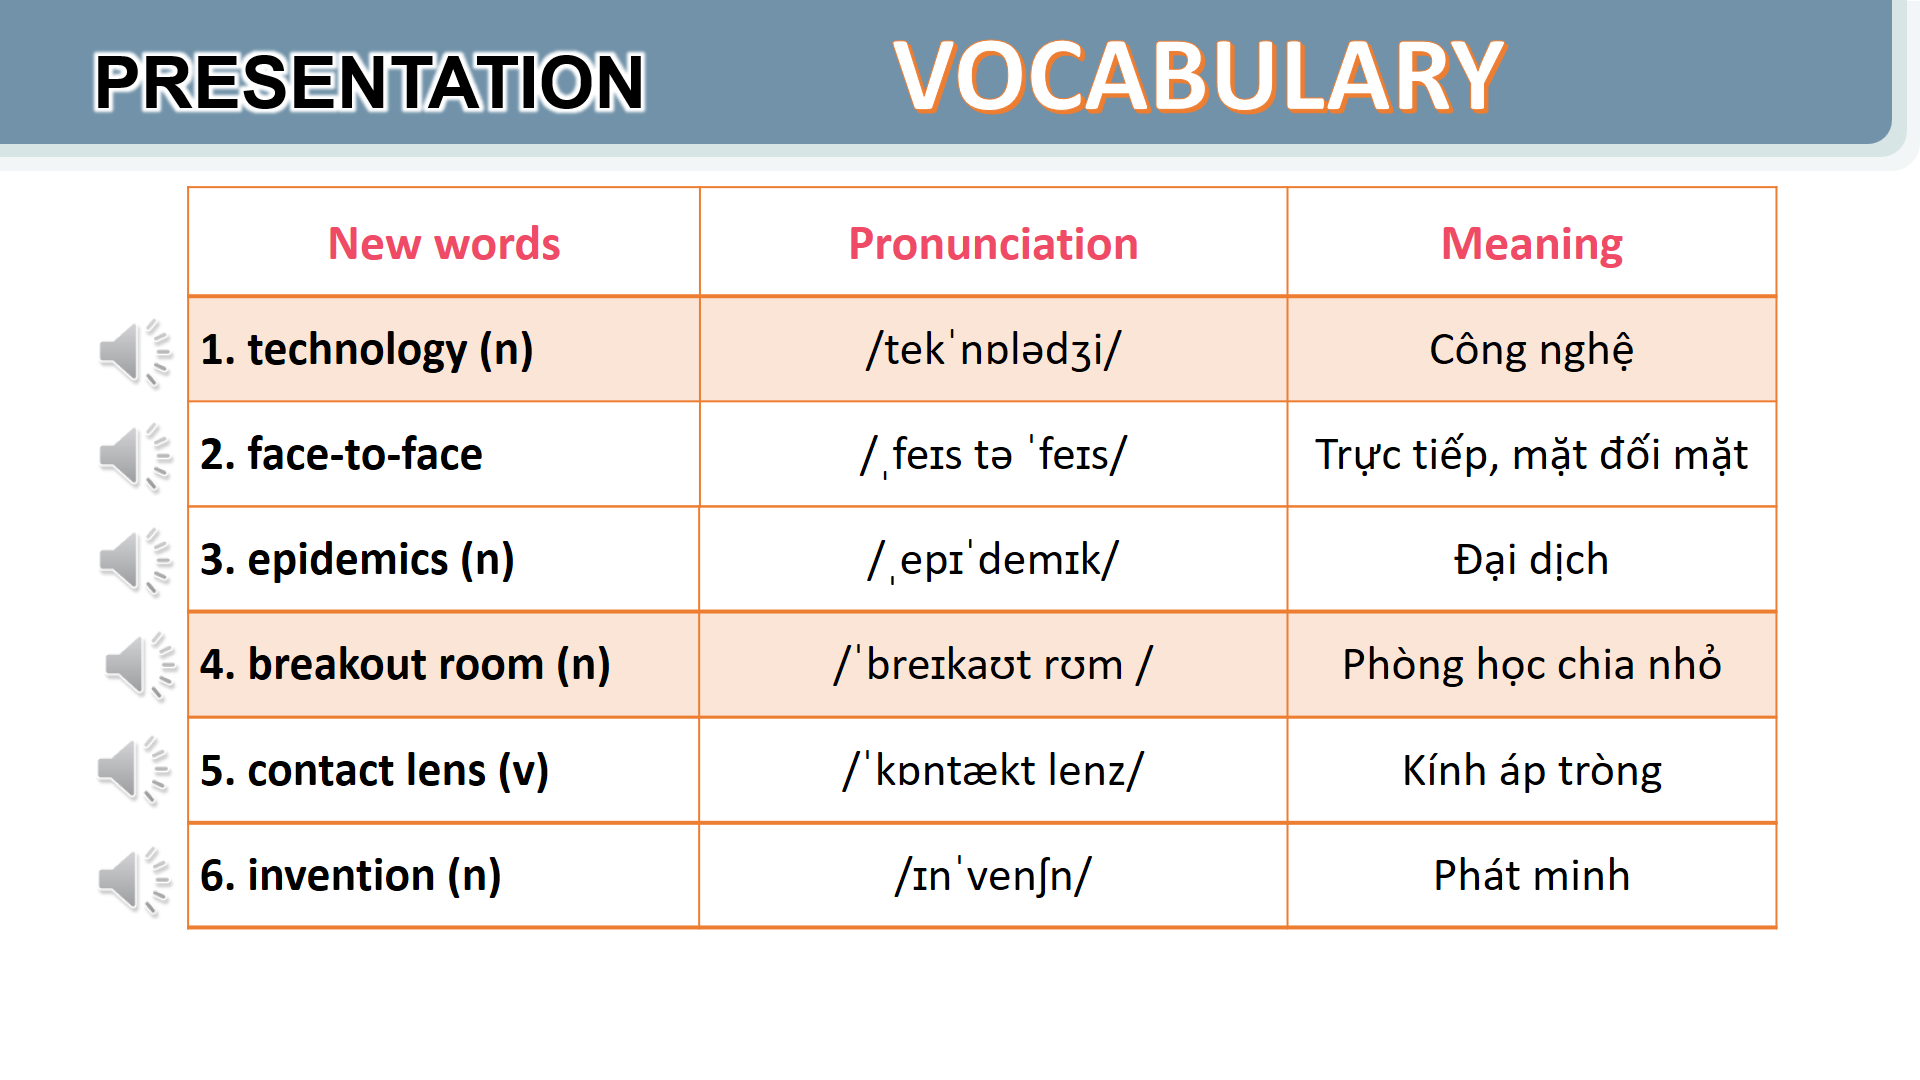 PRESENTATION VOCABULARY
New words Pronunciation Meaning
1. technology (n) /tekˈnɒlədʒi/ Công nghệ
2. face-to-face /ˌfeɪs tə ˈfeɪs/ Trực tiếp, mặt đối mặt
3. epidemics (n) /ˌepɪˈdemɪk/ Đại dịch
4. breakout room (n) /ˈbreɪkaʊt rʊm / Phòng học chia nhỏ
5. contact lens (v) /ˈkɒntækt lenz/ Kính áp tròng
6. invention (n) /ɪnˈvenʃn/ Phát minh